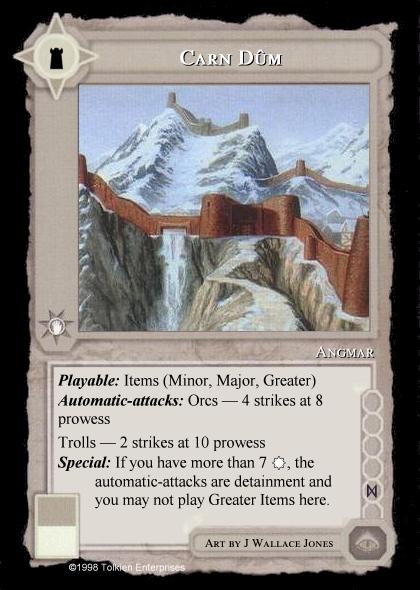 CARN DÛM
ANGMAR
Playable: Items (Minor, Major, Greater)
Automatic-attacks: Orcs — 4 strikes at 8
prowess
Trolls — 2 strikes at 10 prowess
Special: If you have more than 7 , the
automatic-attacks are detainment and
you may not play Greater Items here.
ART BY J WALLACE JONES
©1998 Tolkien Enterprises